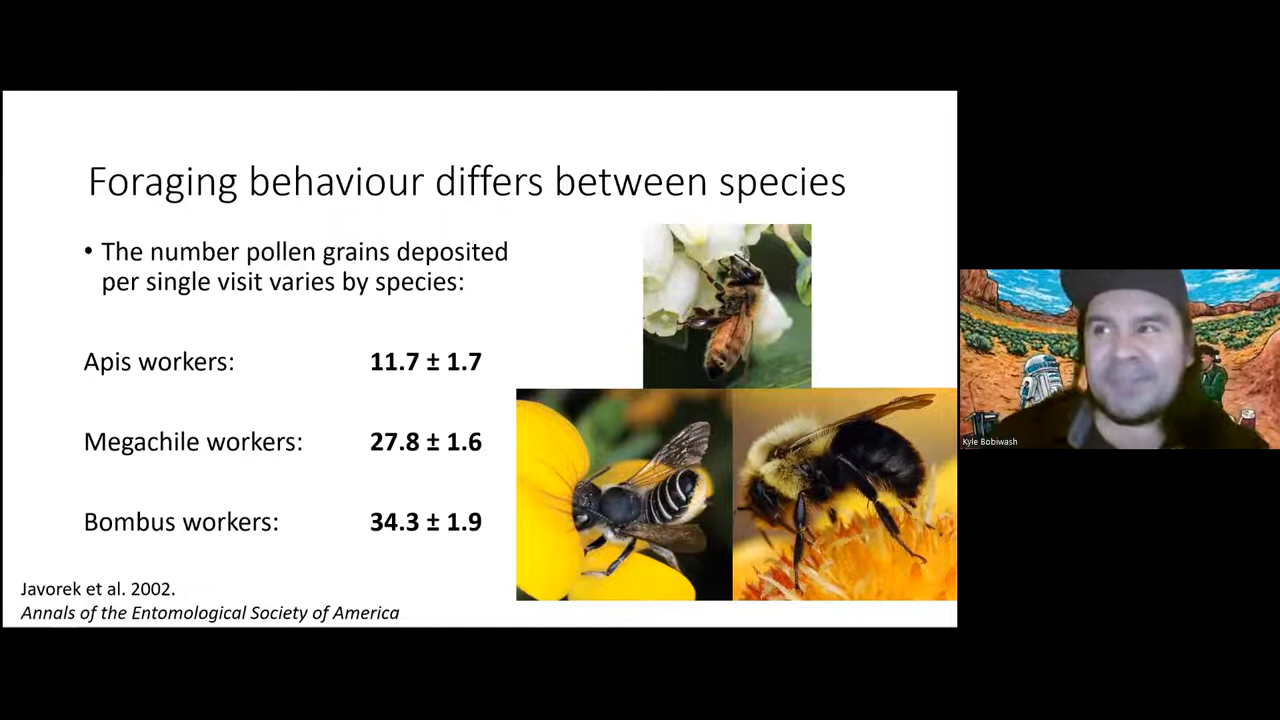 Foraging behaviour differs between species
• The number pollen grains deposited
per single visit varies by species:
Apis workers: 11.7 ± 1.7
Megachile workers: 27.8 ± 1.6
Bombus workers: 34.3 ± 1.9
Javorek et al. 2002.
Annals of the Entomological Society of America
Kyle Bobiwash